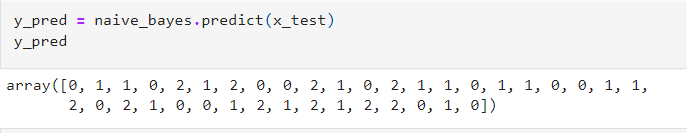 y_pred = naive_bayes.predict(x_test)
y_pred
array([0, 1, 1, 0, 2, 1, 2, 0, 0, 2, 1, 0, 2, 1, 1, 0, 1, 1, 0, 0, 1, 1,
2, 0, 2, 1, 0, 0, 1, 2, 1, 2, 1, 2, 2, 0, 1, 0])